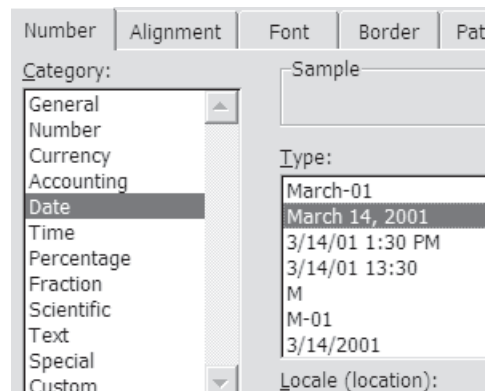 Number Alignment Font Border Pat
Category:
General
Number
Currency
Accounting
Date
Time
Percentage
Fraction
Scientific
Text
Special
Custom
Sample
Type:
March-01
March 14, 2001
3/14/01 1:30 PM
3/14/01 13:30
M
M-01
3/14/2001
Locale (location):